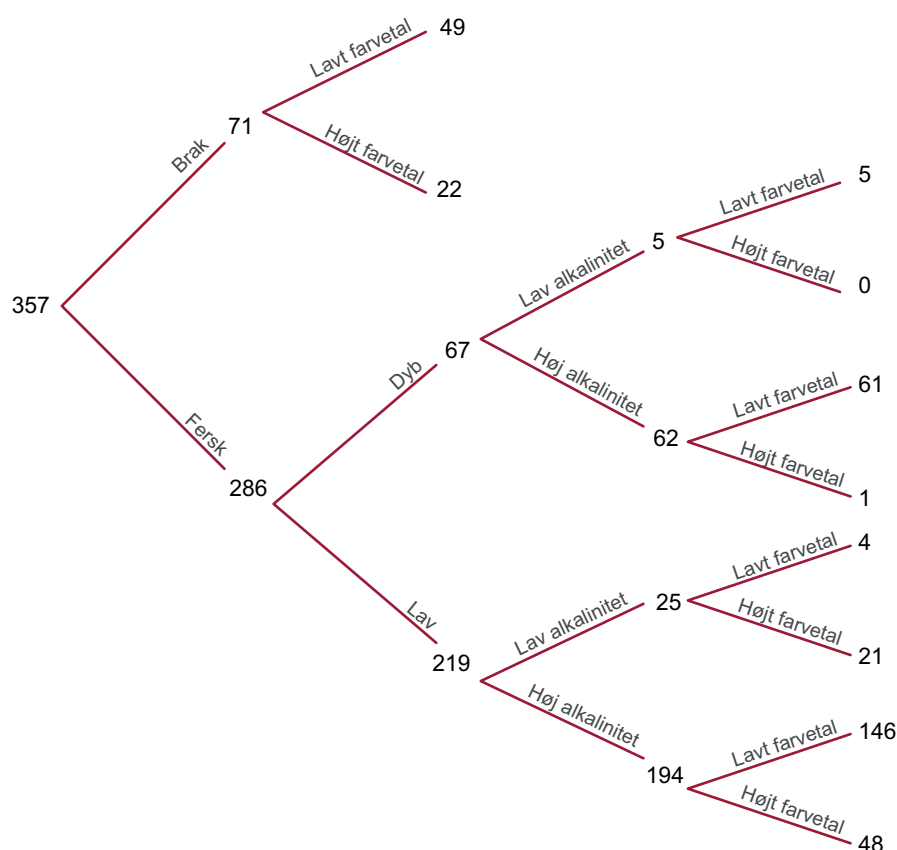 357
Brak
71
Lavt farvetal
49
Højt farvetal
22
Fersk
286
Dyb
67
Lav alkalinitet
5
Lavt farvetal
5
Højt farvetal
0
Høj alkalinitet
62
Lavt farvetal
61
Højt farvetal
1
Lav
219
Lav alkalinitet
25
Lavt farvetal
4
Højt farvetal
21
Høj alkalinitet
194
Lavt farvetal
146
Højt farvetal
48